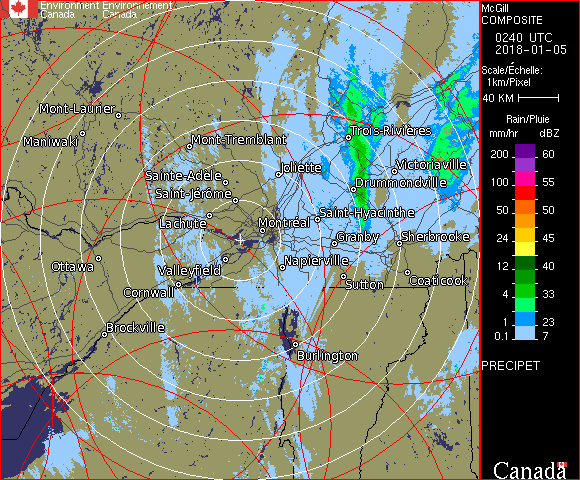 Environment Environnement
Canada Canada
McGill
COMPOSITE
0240 UTC
2018-01-05
Scale/Échelle:
1km/Pixel
40 KM
Rain/Pluie
mm/hr dBZ
200 60
100 55
50 50
24 45
12 40
4 33
1 23
0.1 7
PRECIPET
Canada
Mont-Laurier
Maniwaki
Mont-Tremblant
Trois-Rivières
Sainte-Adèle
Joliette
Victoriaville
Saint-Jérôme
Drummondville
Lachute
Montréal
Saint-Hyacinthe
Granby
Sherbrooke
Ottawa
Valleyfield
Napierville
Cornwall
Sutton
Coaticook
Brockville
Burlington